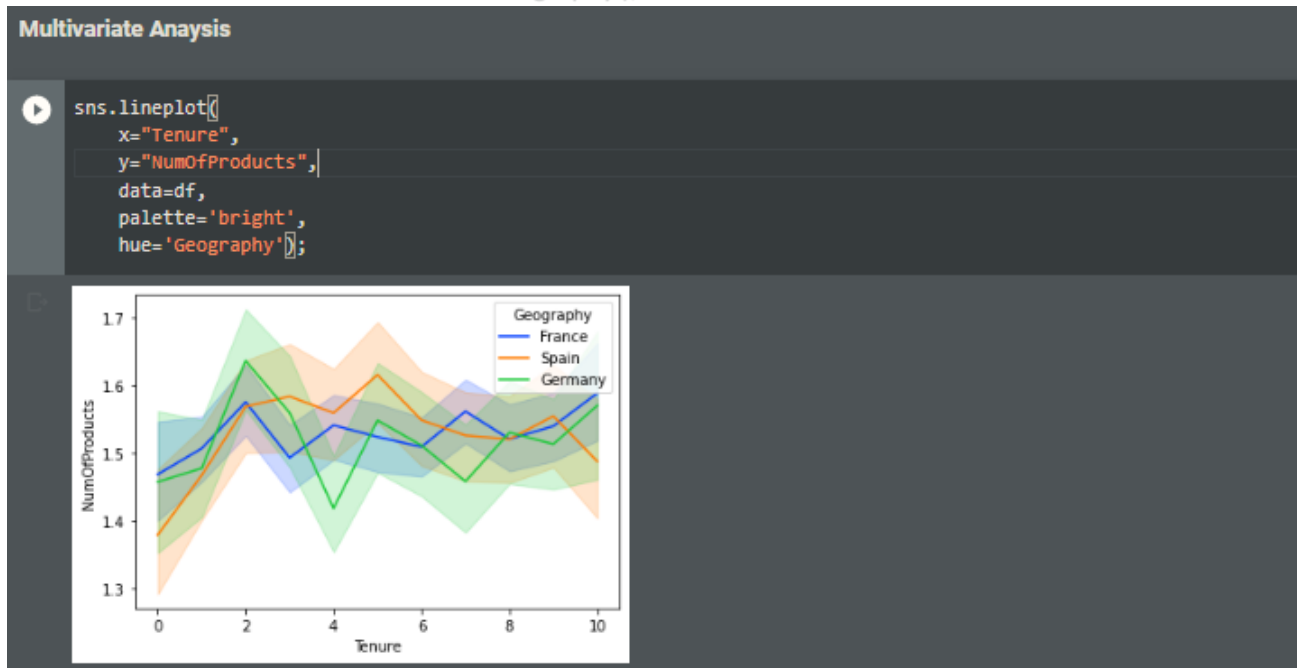 Multivariate Anaysis
sns.lineplot(
    x="Tenure",
    y="NumOfProducts",
    data=df,
    palette='bright',
    hue='Geography');
Geography
France
Spain
Germany
1.7
1.6
1.5
1.4
1.3
NumOfProducts
0 2 4 6 8 10
Tenure